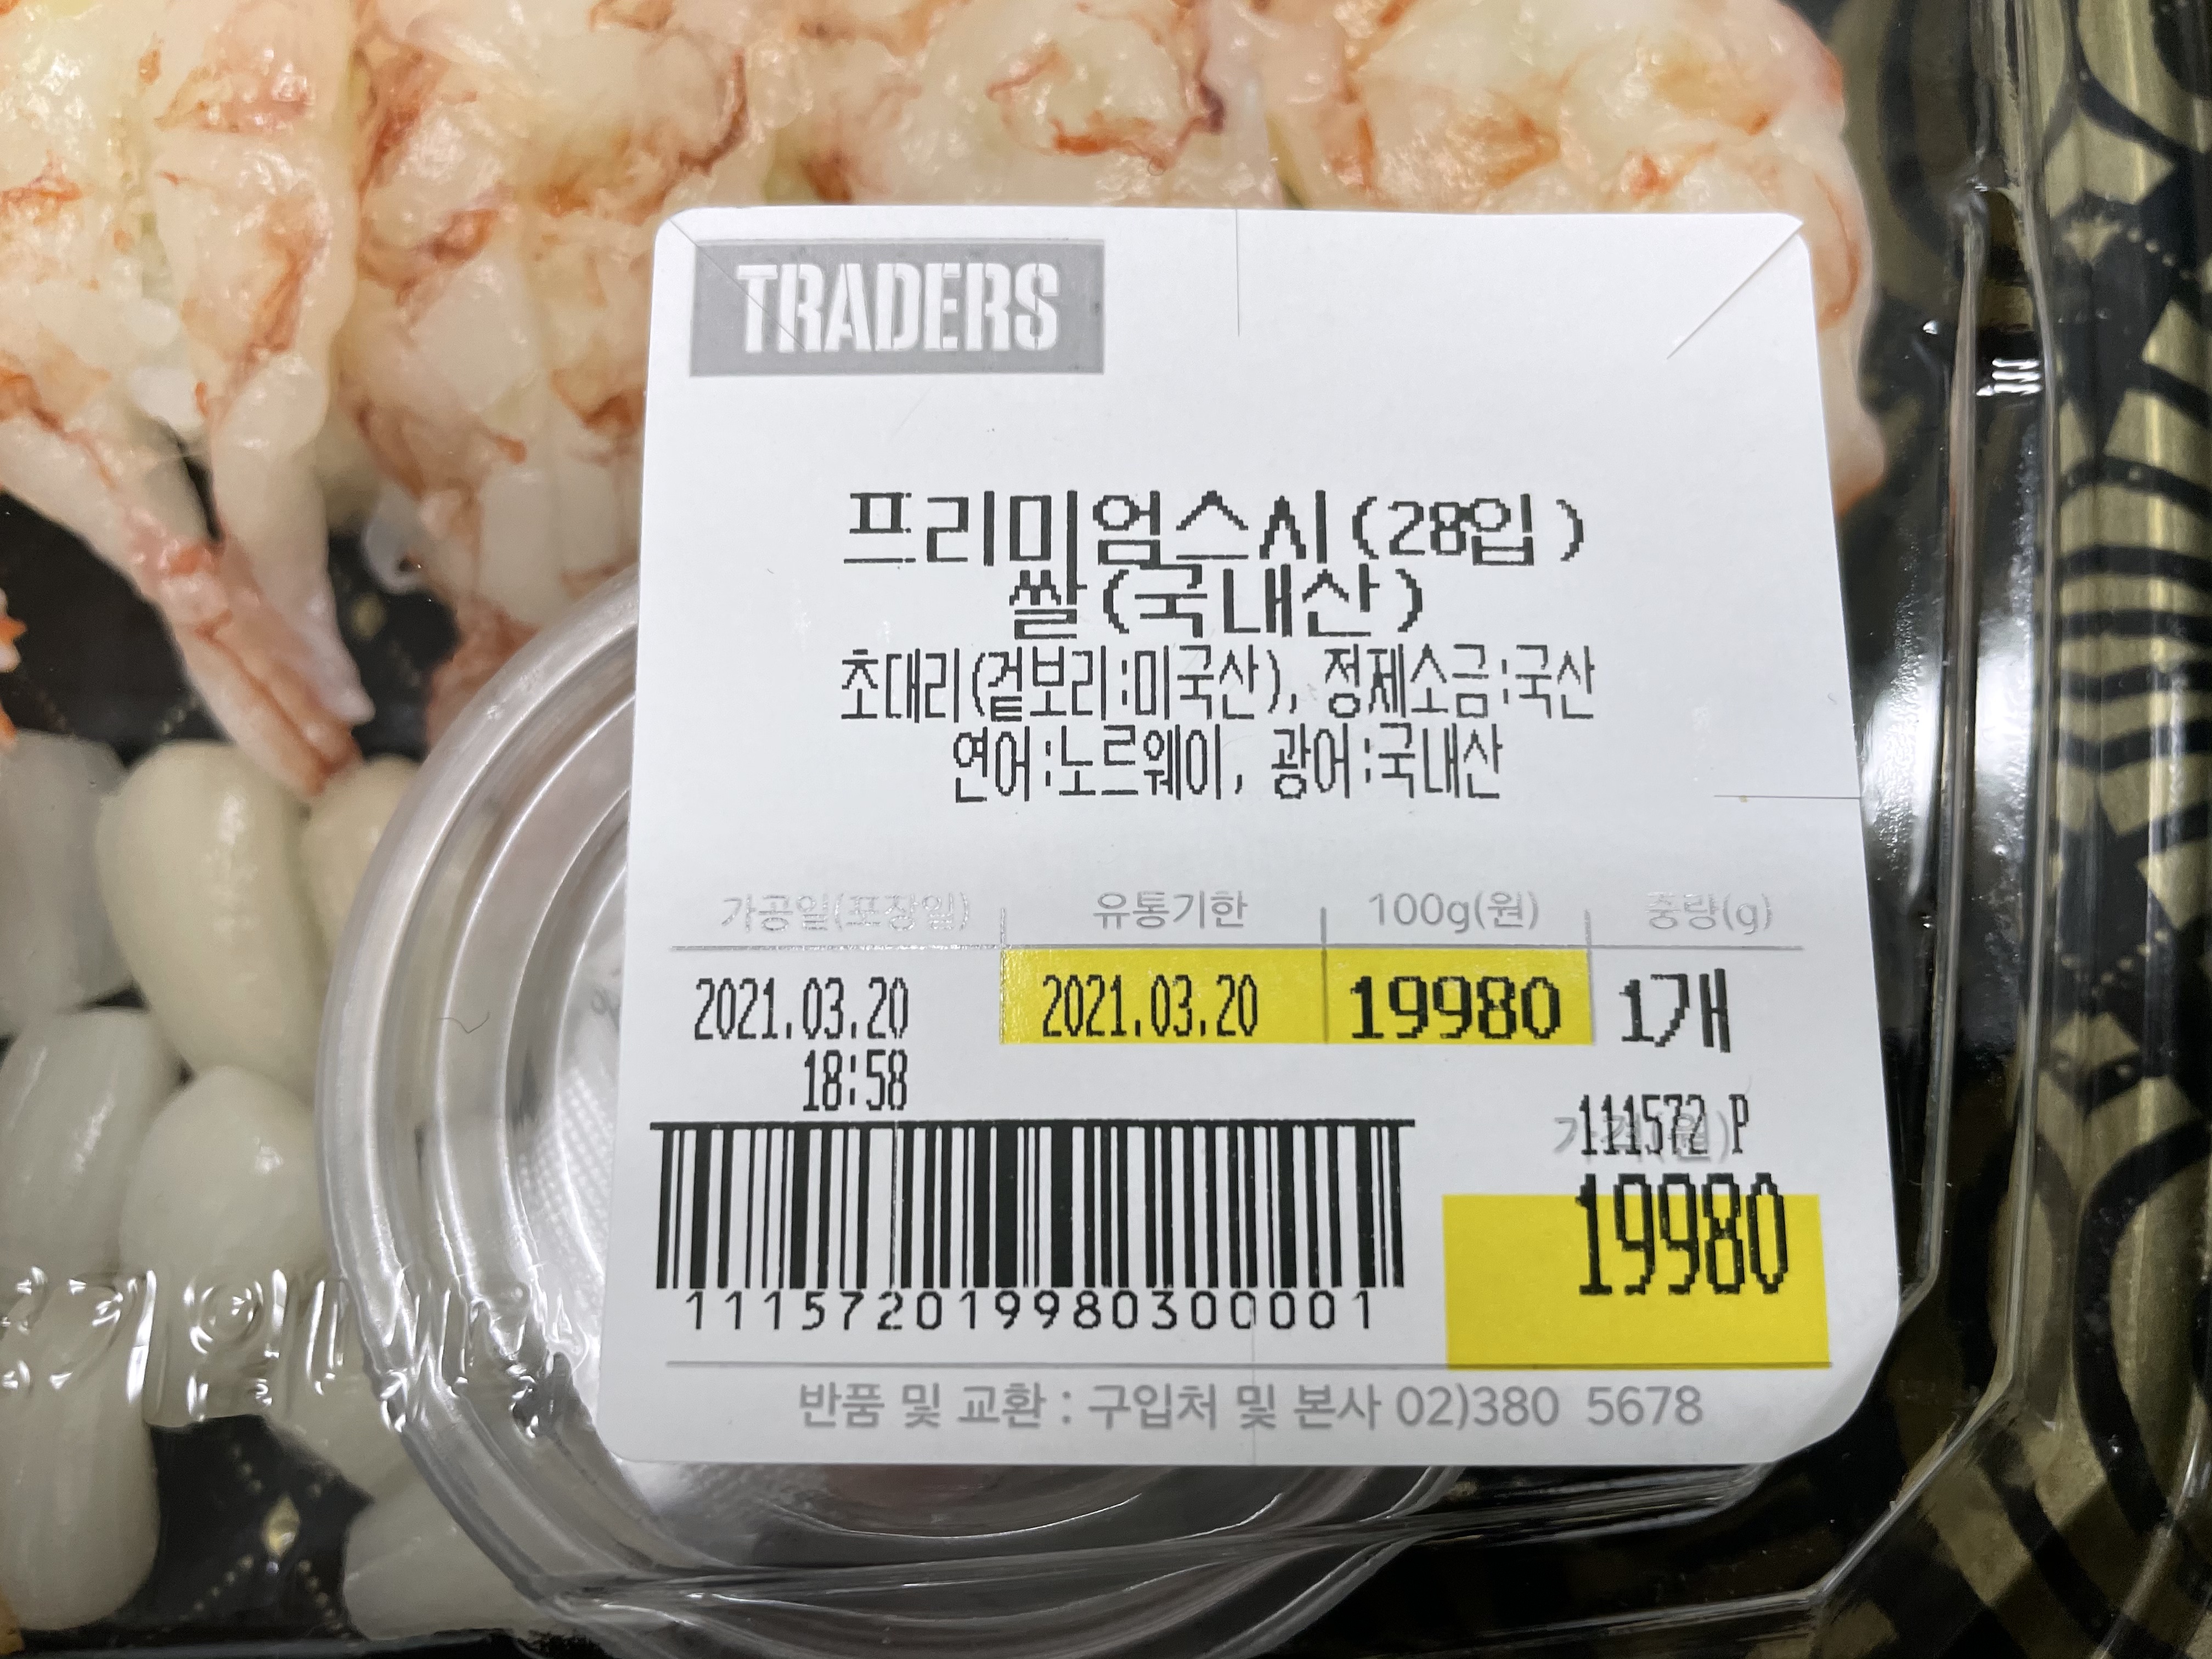 TRADERS
프리미엄스시(28입)
쌀(국내산)
초대리(겉보리:미국산), 정제소금:국산
연어:노르웨이, 광어:국내산
가공일(포장일) 유통기한 100g(원) 중량(g)
2021.03.20 2021.03.20 19980 1개
18:58
111572 P
가격(원)
19980
111572019980300001
반품 및 교환 : 구입처 및 본사 02)380 5678